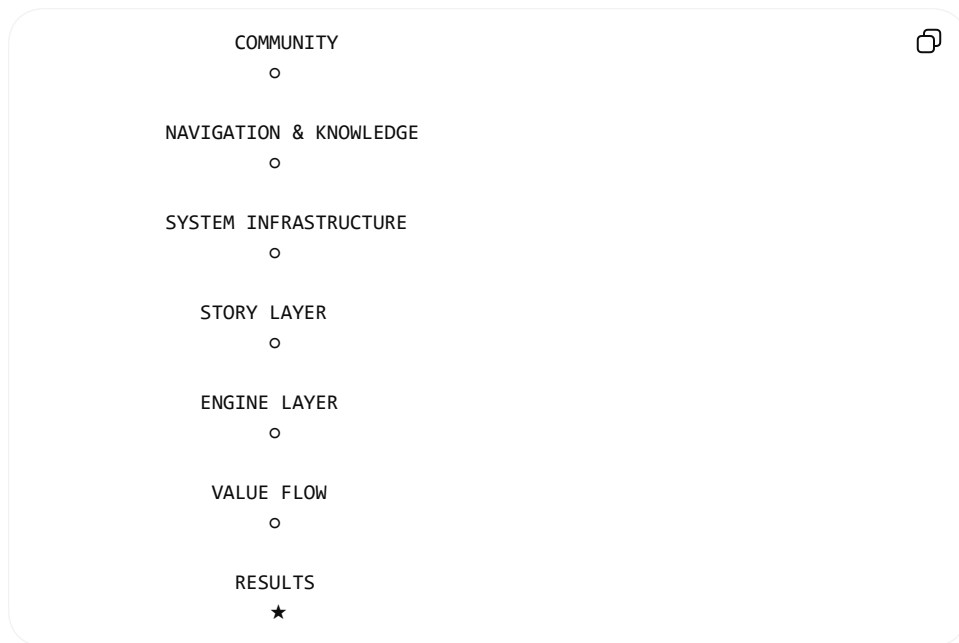 COMMUNITY
○
NAVIGATION & KNOWLEDGE
○
SYSTEM INFRASTRUCTURE
○
STORY LAYER
○
ENGINE LAYER
○
VALUE FLOW
○
RESULTS
★